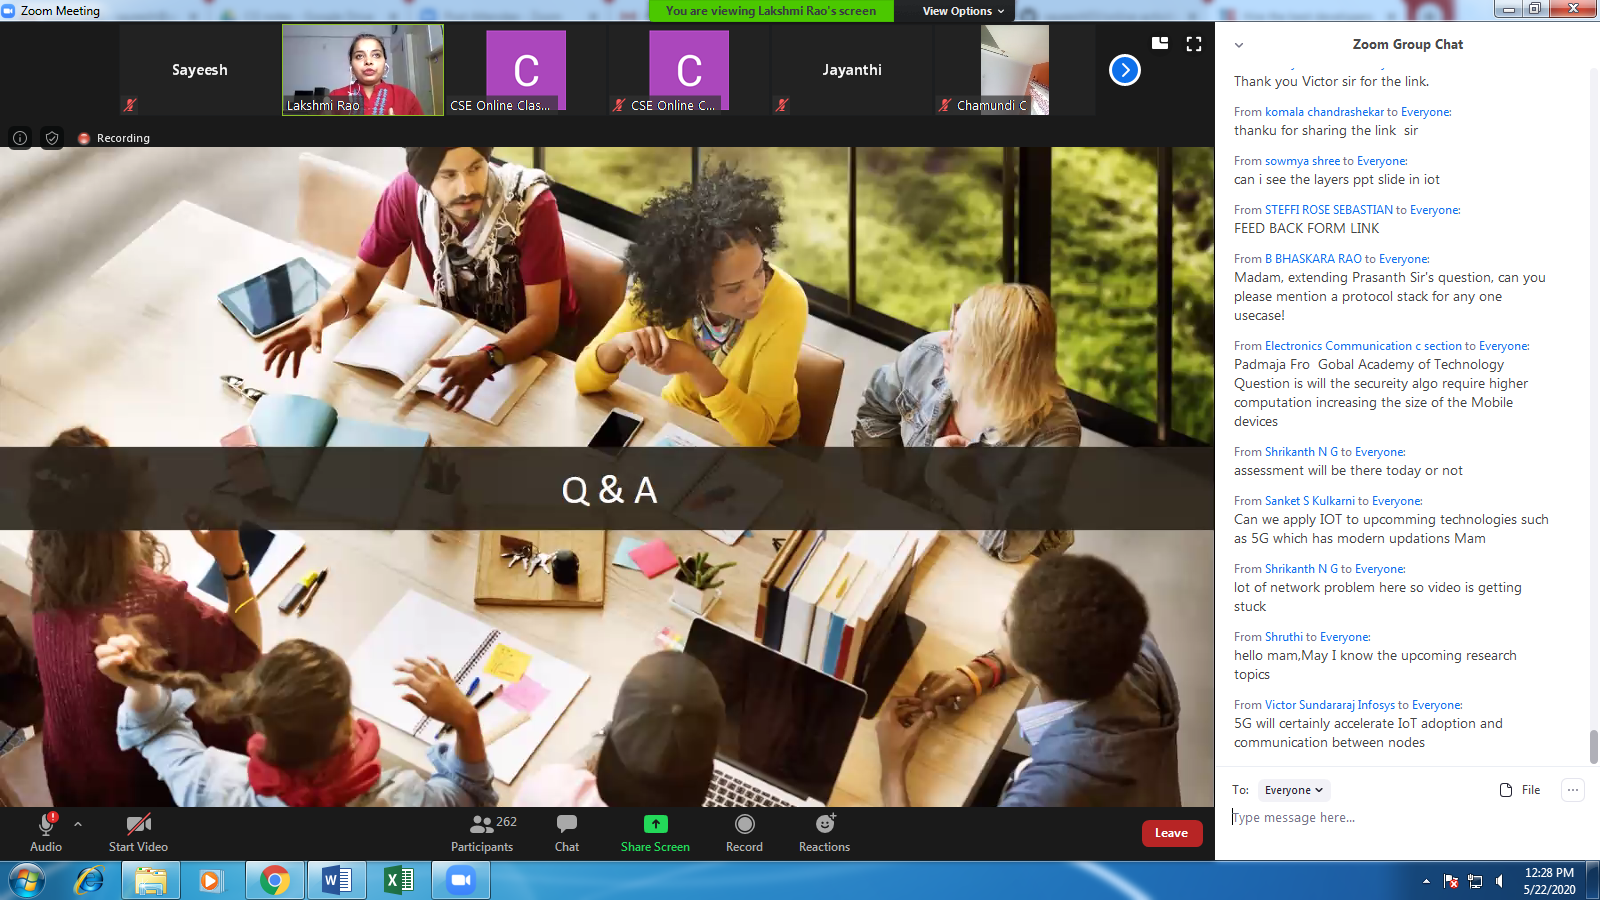 Zoom Meeting
You are viewing Lakshmi Rao's screen
View Options
Sayeesh
Lakshmi Rao
C
CSE Online Clas...
C
CSE Online C...
Jayanthi
Chamundi C
Recording
Q & A
Audio
Start Video
262
Participants
Chat
Share Screen
Record
Reactions
Leave
Zoom Group Chat
Thank you Victor sir for the link.
From komala chandrashekar to Everyone:
thanku for sharing the link  sir
From sowmya shree to Everyone:
can i see the layers ppt slide in iot
From STEFFI ROSE SEBASTIAN to Everyone:
FEED BACK FORM LINK
From B BHASKARA RAO to Everyone:
Madam, extending Prasanth Sir's question, can you
please mention a protocol stack for any one
usecase!
From Electronics Communication c section to Everyone:
Padmaja Fro  Gobal Academy of Technology
Question is will the secureity algo require higher
computation increasing the size of the Mobile
devices
From Shrikanth N G to Everyone:
assessment will be there today or not
From Sanket S Kulkarni to Everyone:
Can we apply IOT to upcomming technologies such
as 5G which has modern updations Mam
From Shrikanth N G to Everyone:
lot of network problem here so video is getting
stuck
From Shruthi to Everyone:
hello mam,May I know the upcoming research
topics
From Victor Sundararaj Infosys to Everyone:
5G will certainly accelerate IoT adoption and
communication between nodes
To: Everyone
File
Type message here...
12:28 PM
5/22/2020